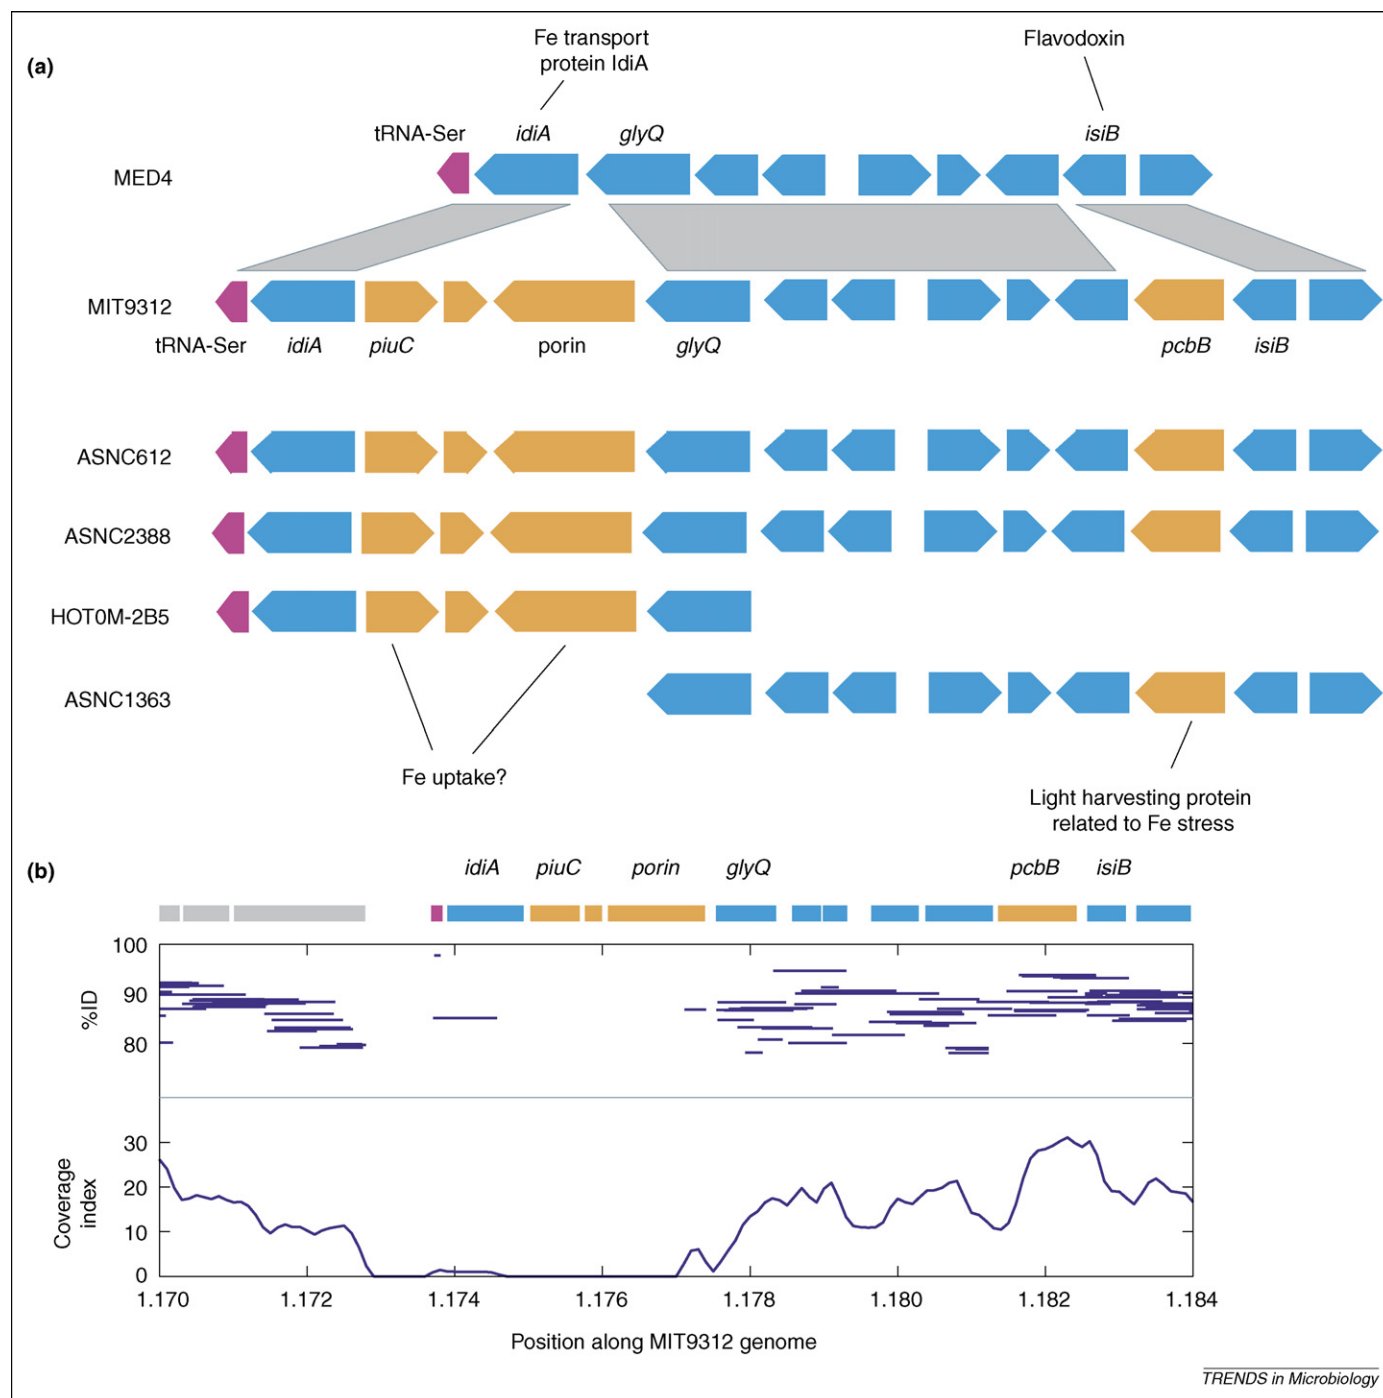 (a)
Fe transport
protein IdiA
Flavodoxin
tRNA-Ser idiA glyQ isiB
MED4
MIT9312
tRNA-Ser idiA piuC porin glyQ pcbB isiB
ASNC612
ASNC2388
HOT0M-2B5
ASNC1363
Fe uptake?
Light harvesting protein
related to Fe stress
(b)
idiA piuC porin glyQ pcbB isiB
100
90
80
%ID
30
20
10
0
Coverage
index
1.170 1.172 1.174 1.176 1.178 1.180 1.182 1.184
Position along MIT9312 genome
TRENDS in Microbiology